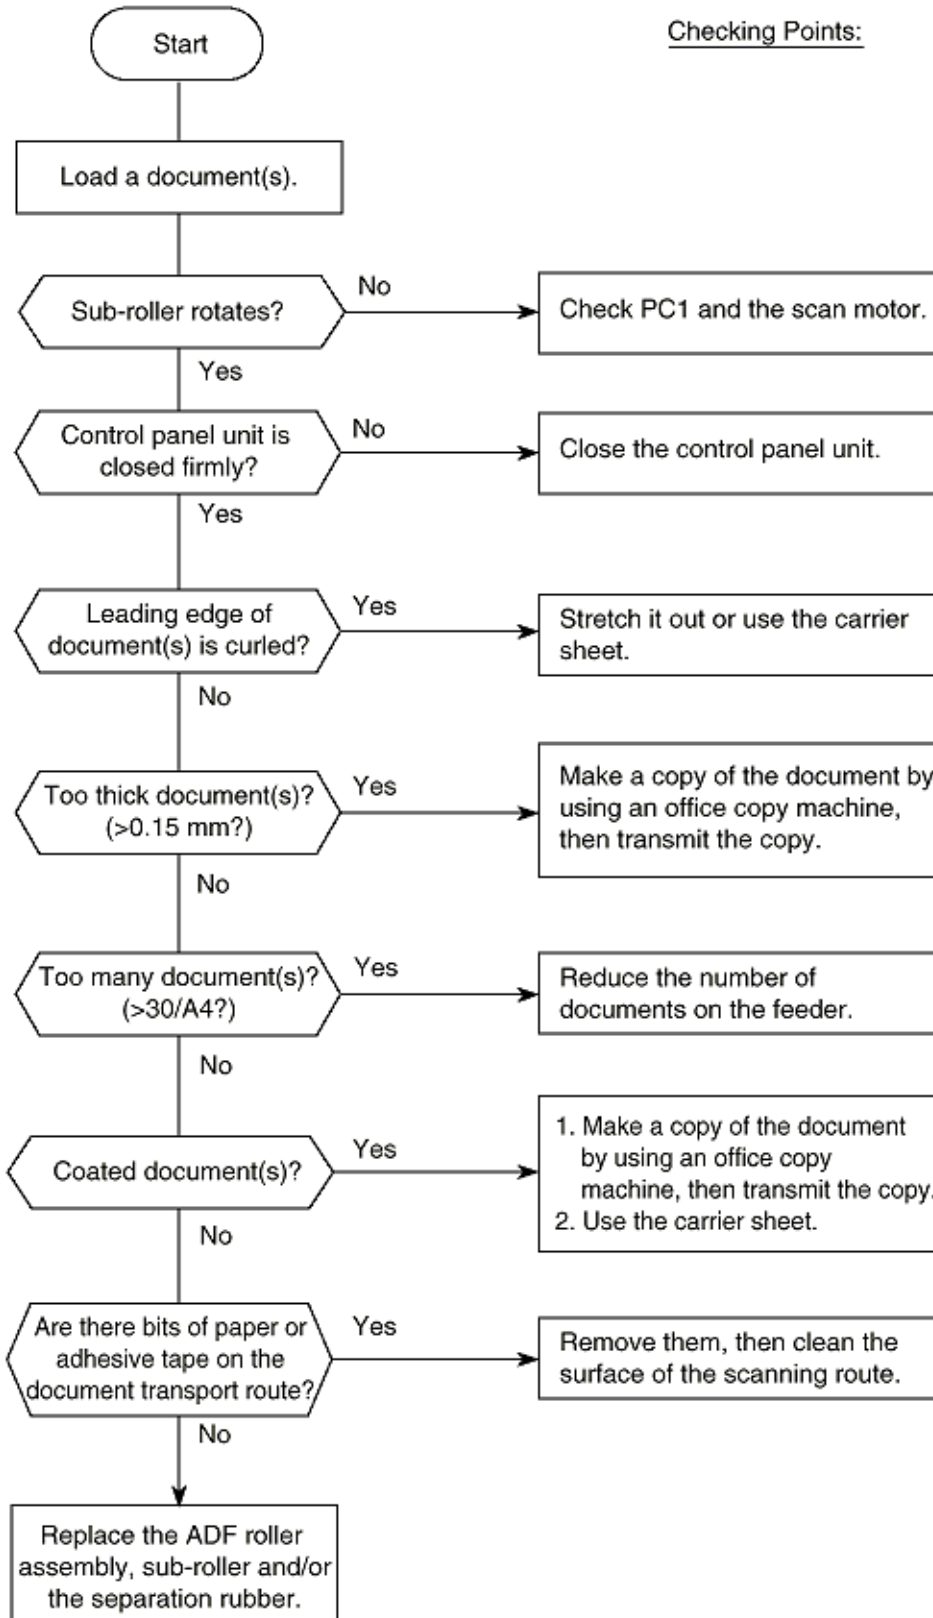 Start
Checking Points:
Load a document(s).
Sub-roller rotates?
No
Check PC1 and the scan motor.
Yes
Control panel unit is
closed firmly?
No
Close the control panel unit.
Yes
Leading edge of
document(s) is curled?
Yes
Stretch it out or use the carrier
sheet.
No
Too thick document(s)?
(>0.15 mm?)
Yes
Make a copy of the document by
using an office copy machine,
then transmit the copy.
No
Too many document(s)?
(>30/A4?)
Yes
Reduce the number of
documents on the feeder.
No
Coated document(s)?
Yes
1. Make a copy of the document
by using an office copy
machine, then transmit the copy.
2. Use the carrier sheet.
No
Are there bits of paper or
adhesive tape on the
document transport route?
Yes
Remove them, then clean the
surface of the scanning route.
No
Replace the ADF roller
assembly, sub-roller and/or
the separation rubber.